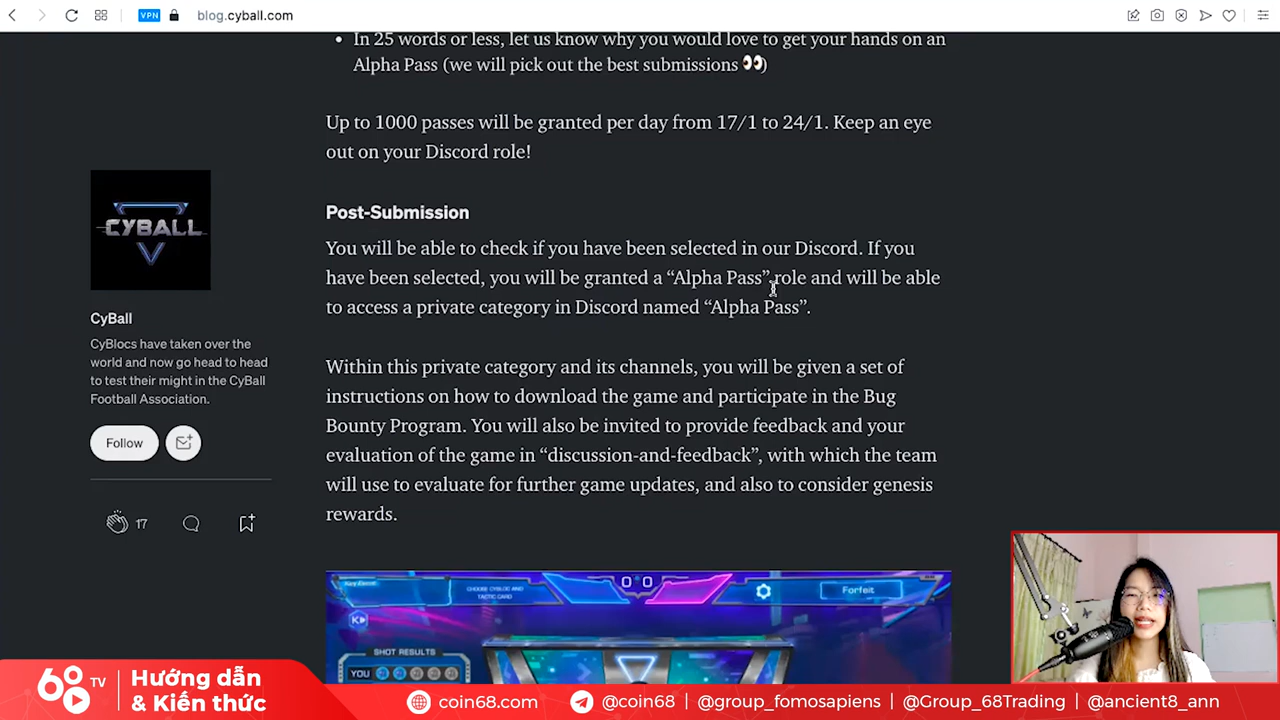 VPN
blog.cyball.com
• In 25 words or less, let us know why you would love to get your hands on an
Alpha Pass (we will pick out the best submissions 👀)
Up to 1000 passes will be granted per day from 17/1 to 24/1. Keep an eye
out on your Discord role!
CYBALL
Post-Submission
You will be able to check if you have been selected in our Discord. If you
have been selected, you will be granted a “Alpha Pass” role and will be able
to access a private category in Discord named “Alpha Pass”.
CyBall
CyBlocs have taken over the
world and now go head to head
to test their might in the CyBall
Football Association.
Follow
17
Within this private category and its channels, you will be given a set of
instructions on how to download the game and participate in the Bug
Bounty Program. You will also be invited to provide feedback and your
evaluation of the game in “discussion-and-feedback”, with which the team
will use to evaluate for further game updates, and also to consider genesis
rewards.
CHOOSE CYBLOC AND
TACTIC CARD
0 0
Forfeit
SHOT RESULTS
YOU
68 TV
Hướng dẫn
& Kiến thức
coin68.com
@coin68 | @group_fomosapiens | @Group_68Trading | @ancient8_ann